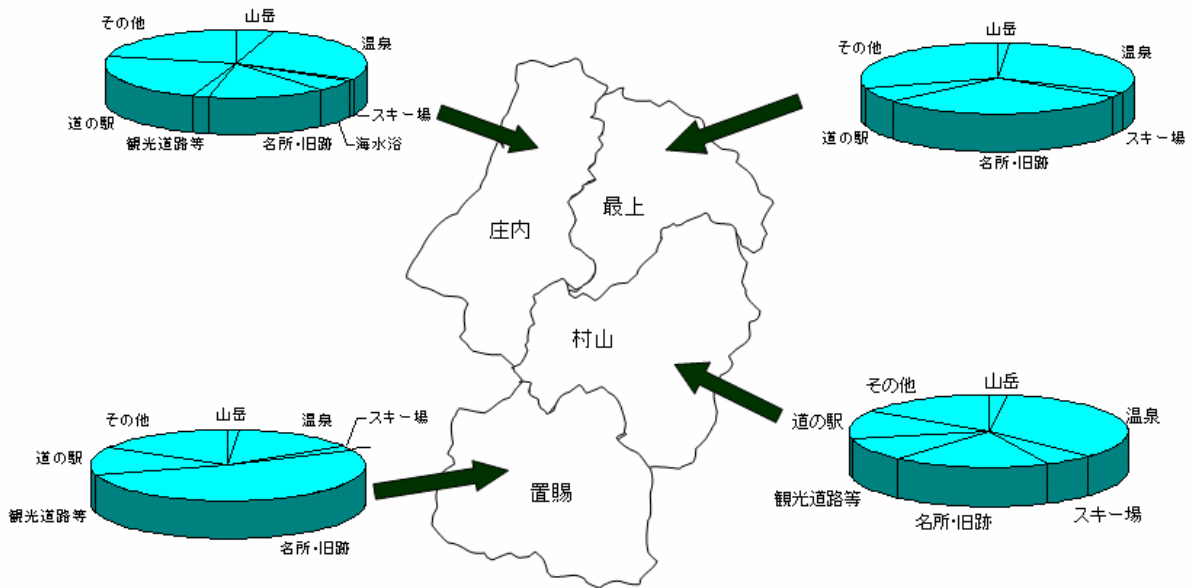 山岳
その他
温泉
スキー場
海水浴
名所・旧跡
観光道路等
道の駅
山岳
その他
温泉
スキー場
名所・旧跡
道の駅
庄内
最上
村山
置賜
山岳
その他
温泉
スキー場
道の駅
観光道路等
名所・旧跡
山岳
その他
温泉
道の駅
スキー場
観光道路等
名所・旧跡